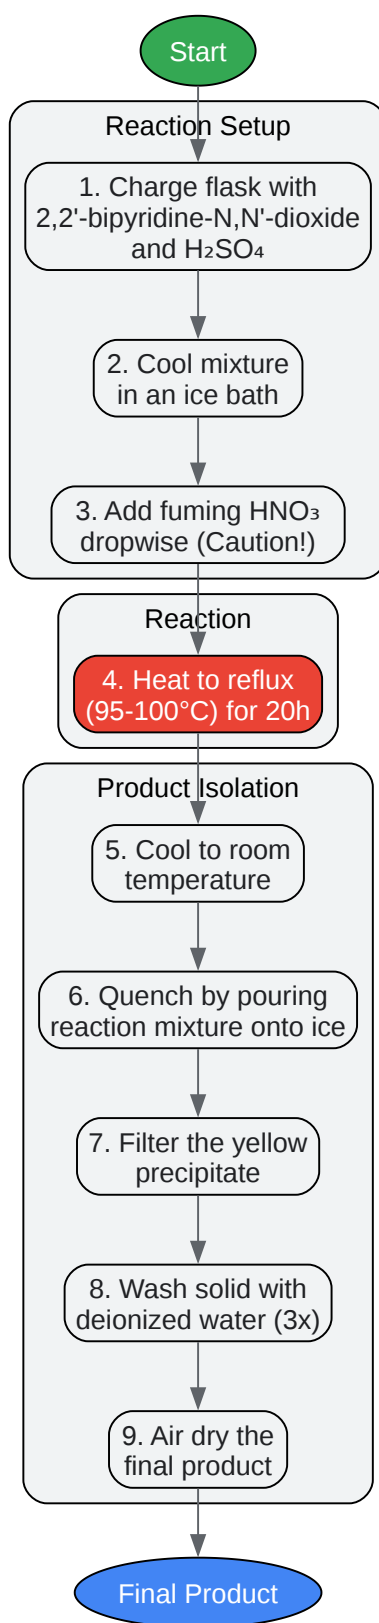 Start
Reaction Setup
1. Charge flask with
2,2'-bipyridine-N,N'-dioxide
and H₂SO₄
2. Cool mixture
in an ice bath
3. Add fuming HNO₃
dropwise (Caution!)
Reaction
4. Heat to reflux
(95-100°C) for 20h
Product Isolation
5. Cool to room
temperature
6. Quench by pouring
reaction mixture onto ice
7. Filter the yellow
precipitate
8. Wash solid with
deionized water (3x)
9. Air dry the
final product
Final Product